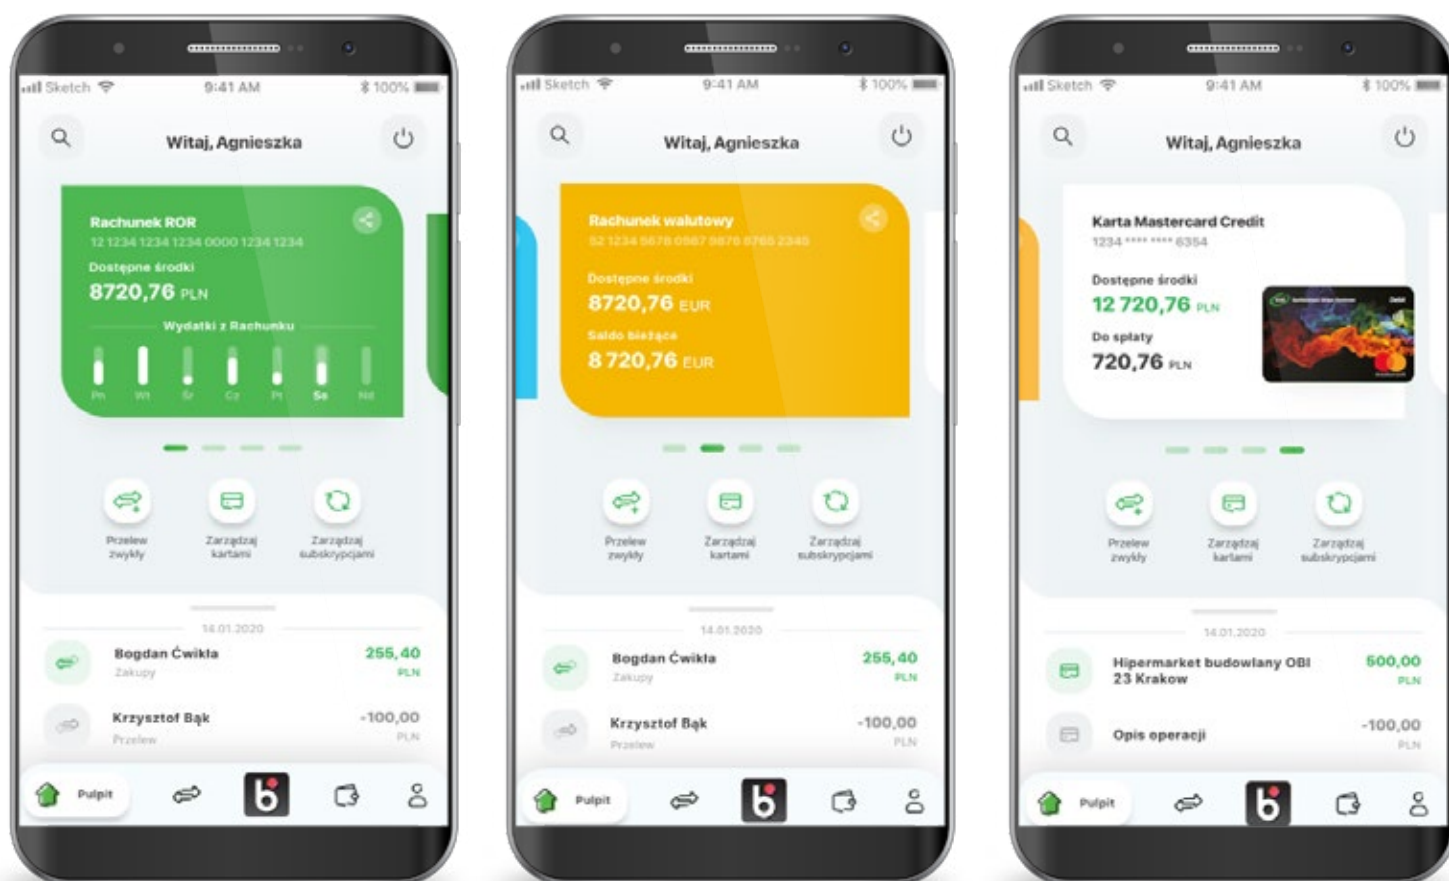 Sketch 9:41 AM 100%
Witaj, Agnieszka
Rachunek ROR
12 1234 1234 1234 0000 1234 1234
Dostępne środki
8720,76 PLN
Wydatki z Rachunku
Pn Wt Śr Cz Pt So Nd
Przelew
zwykły
Zarządzaj
kartami
Zarządzaj
subskrypcjami
14.01.2020
Bogdan Ćwikła
255,40
Zakupy
PLN
Krzysztof Bąk
-100,00
Przelew
PLN
Pulpit
Sketch 9:41 AM 100%
Witaj, Agnieszka
Rachunek walutowy
52 1234 5678 0987 9876 8765 2345
Dostępne środki
8720,76 EUR
Saldo bieżące
8 720,76 EUR
Przelew
zwykły
Zarządzaj
kartami
Zarządzaj
subskrypcjami
14.01.2020
Bogdan Ćwikła
255,40
Zakupy
PLN
Krzysztof Bąk
-100,00
Przelew
PLN
Pulpit
Sketch 9:41 AM 100%
Witaj, Agnieszka
Karta Mastercard Credit
1234 **** **** 6354
Dostępne środki
12 720,76 PLN
Debit
Do spłaty
720,76 PLN
Przelew
zwykły
Zarządzaj
kartami
Zarządzaj
subskrypcjami
14.01.2020
Hipermarket budowlany OBI
23 Krakow
500,00
PLN
Opis operacji
-100,00
PLN
Pulpit